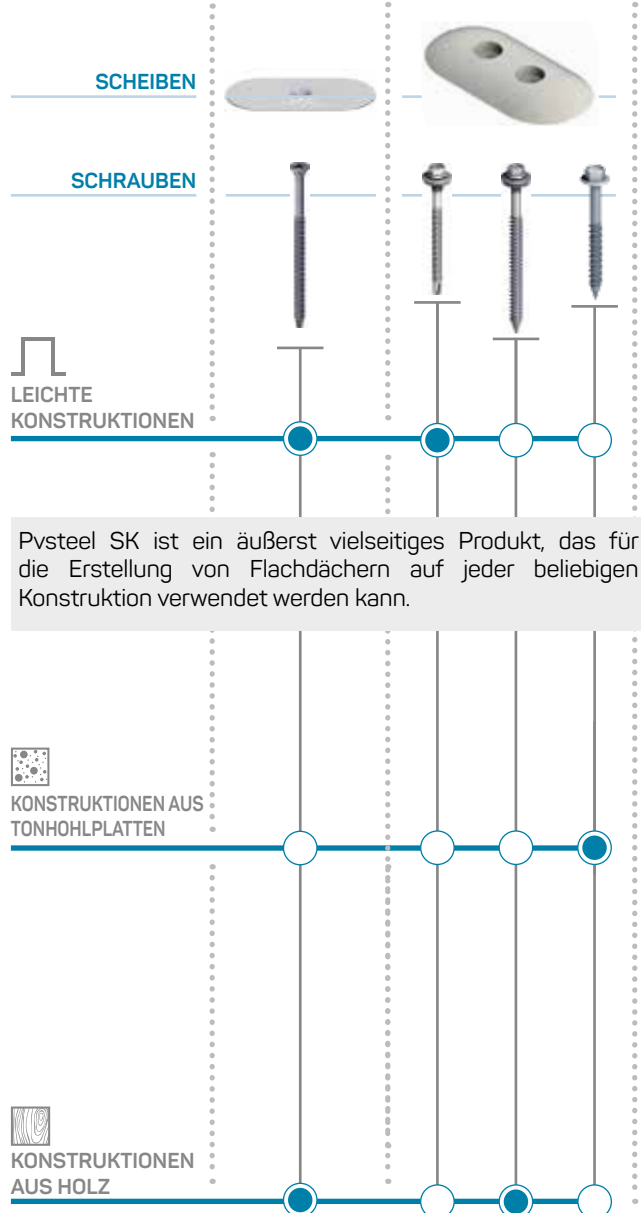 SCHEIBEN
SCHRAUBEN
LEICHTE
KONSTRUKTIONEN
Pvsteel SK ist ein äußerst vielseitiges Produkt, das für
die Erstellung von Flachdächern auf jeder beliebigen
Konstruktion verwendet werden kann.
KONSTRUKTIONEN AUS
TONHOHLPLATTEN
KONSTRUKTIONEN
AUS HOLZ